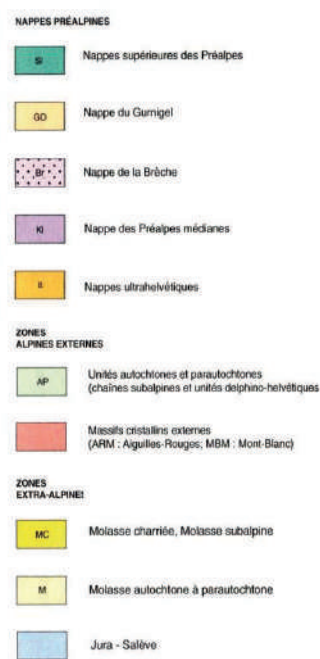 NAPPES PRÉALPINES
SI Nappes supérieures des Préalpes
GO Nappe du Gurnigel
Br Nappe de la Brèche
KI Nappe des Préalpes médianes
Nappes ultrahelvétiques
ZONES
ALPINES EXTERNES
AP Unités autochtones et parautochtones
(chaînes subalpines et unités delphino-helvétiques
Massifs cristallins externes
(ARM : Aiguilles-Rouges; MBM : Mont-Blanc)
ZONES
EXTRA-ALPINE
MC Molasse charriée, Molasse subalpine
M Molasse autochtone à parautochtone
Jura - Salève